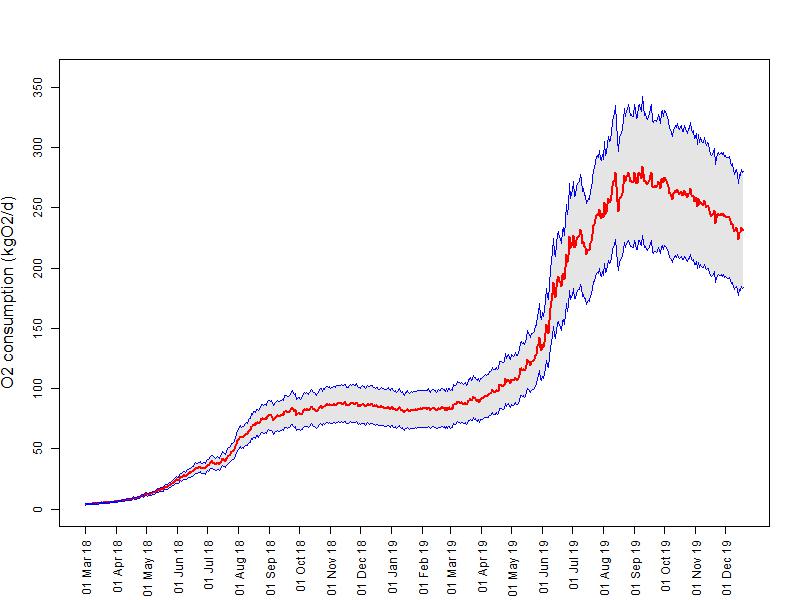 O2 consumption (kgO2/d)
350
300
250
200
150
100
50
0
01 Mar 18
01 Apr 18
01 May 18
01 Jun 18
01 Jul 18
01 Aug 18
01 Sep 18
01 Oct 18
01 Nov 18
01 Dec 18
01 Jan 19
01 Feb 19
01 Mar 19
01 Apr 19
01 May 19
01 Jun 19
01 Jul 19
01 Aug 19
01 Sep 19
01 Oct 19
01 Nov 19
01 Dec 19